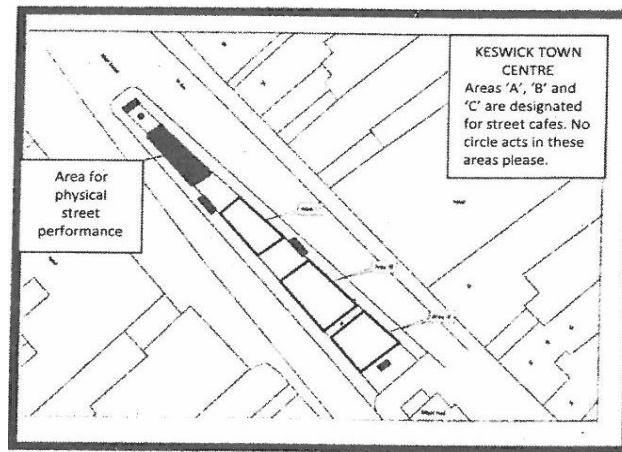 KESWICK TOWN
CENTRE
Areas ‘A’, ‘B’ and
‘C’ are designated
for street cafes. No
circle acts in these
areas please.
Area for
physical
street
performance